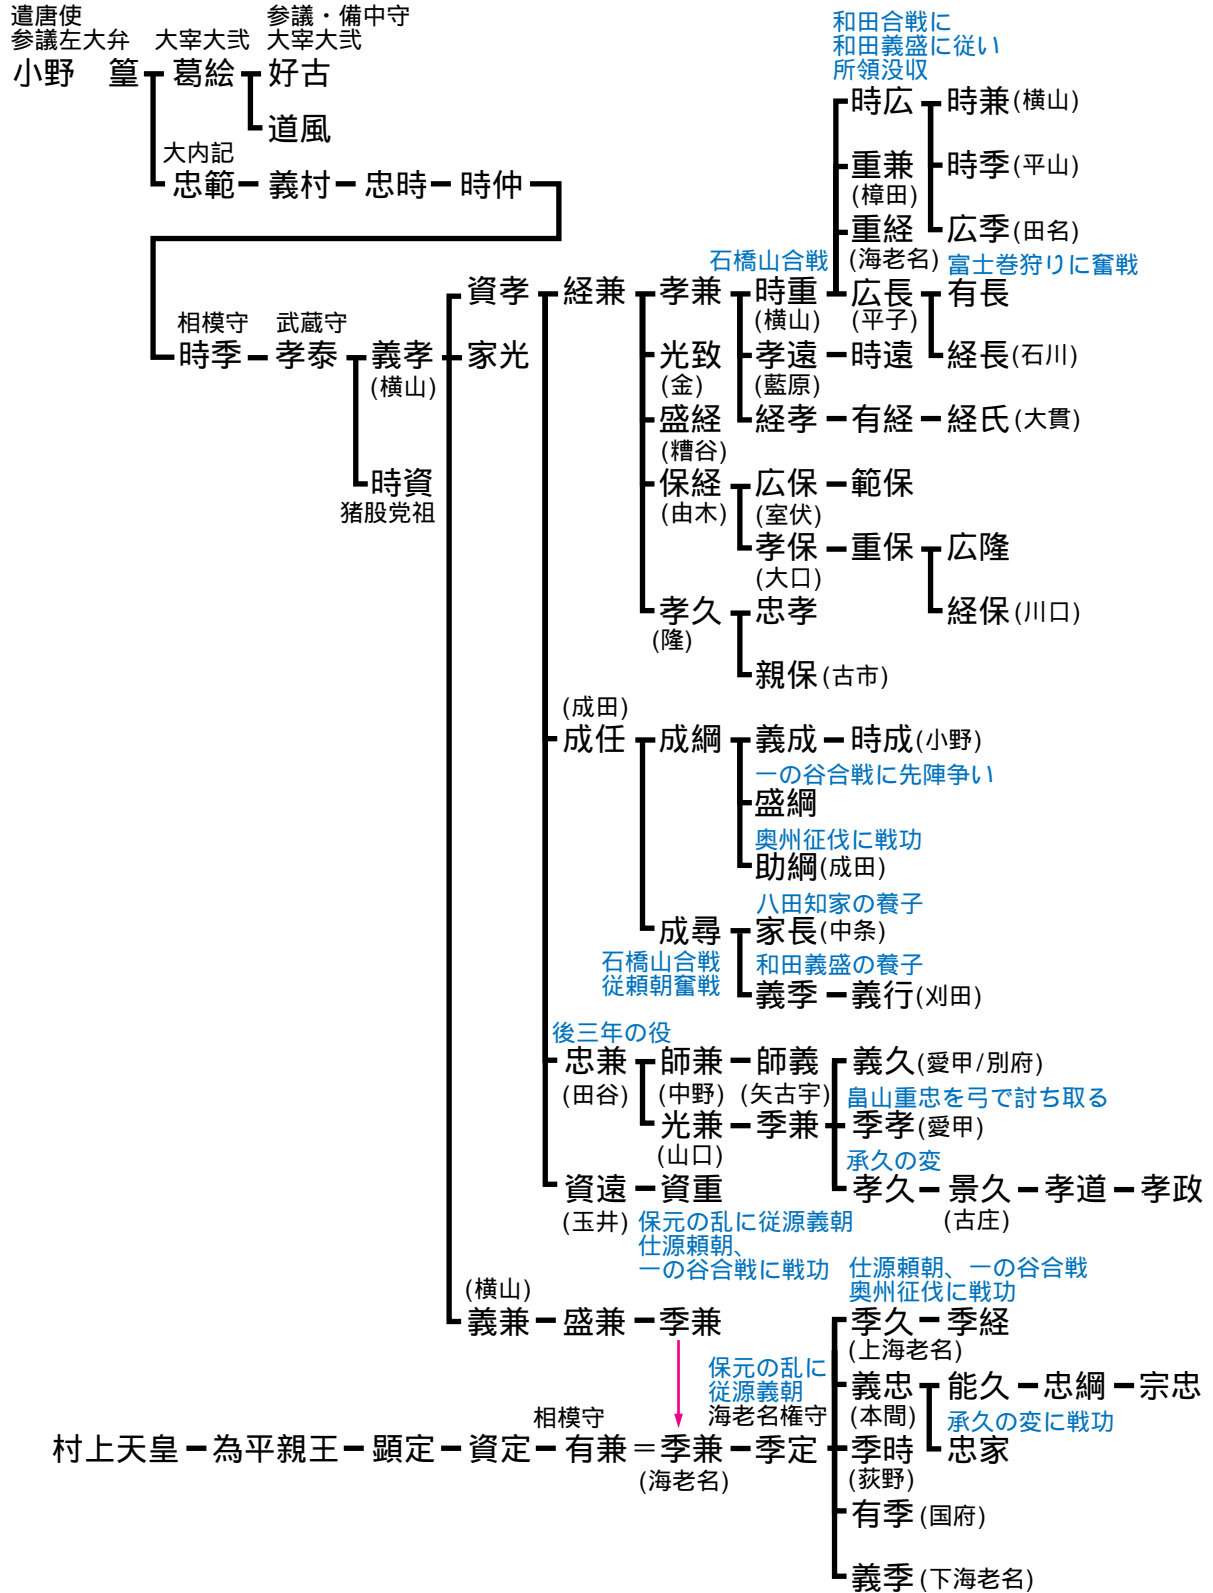 遣唐使
参議左大弁 大宰大弐
参議・備中守
大宰大弐
小野 篁 葛絵 好古
道風
大内記
忠範 義村 忠時 時仲
相模守 武蔵守
時季 孝泰 義孝 家光
(横山)
時資
猪股党祖
和田合戦に
和田義盛に従い
所領没収
時広 時兼(横山)
重兼 時季(平山)
(樟田)
重経 広季(田名)
(海老名)
石橋山合戦
富士巻狩りに奮戦
資孝 経兼 孝兼 時重 広長 有長
(横山) (平子)
光致 孝遠 時遠 経長(石川)
(金) (藍原)
盛経 経孝 有経 経氏(大貫)
(糟谷)
保経 広保 範保
(由木) (室伏)
孝保 重保 広隆
(大口)
孝久 忠孝 経保(川口)
(隆)
親保(古市)
(成田)
成任 成綱 義成 時成(小野)
一の谷合戦に先陣争い
盛綱
奥州征伐に戦功
助綱(成田)
八田知家の養子
成尋 家長(中条)
石橋山合戦
従頼朝奮戦
和田義盛の養子
義季 義行(刈田)
後三年の役
忠兼 師兼 師義 義久(愛甲/別府)
(田谷) (中野) (矢古宇)
畠山重忠を弓で討ち取る
光兼 季兼 季孝(愛甲)
(山口)
承久の変
資遠 資重 孝久 景久 孝道 孝政
(玉井) (古庄)
保元の乱に従源義朝
仕源頼朝、
一の谷合戦に戦功
仕源頼朝、一の谷合戦
奥州征伐に戦功
(横山)
義兼 盛兼 季兼 季久 季経
(上海老名)
保元の乱に
従源義朝
海老名権守
義忠 能久 忠綱 宗忠
(本間)
承久の変に戦功
相模守
村上天皇 為平親王 顕定 資定 有兼＝季兼 季定 季時 忠家
(海老名) (荻野)
有季(国府)
義季(下海老名)